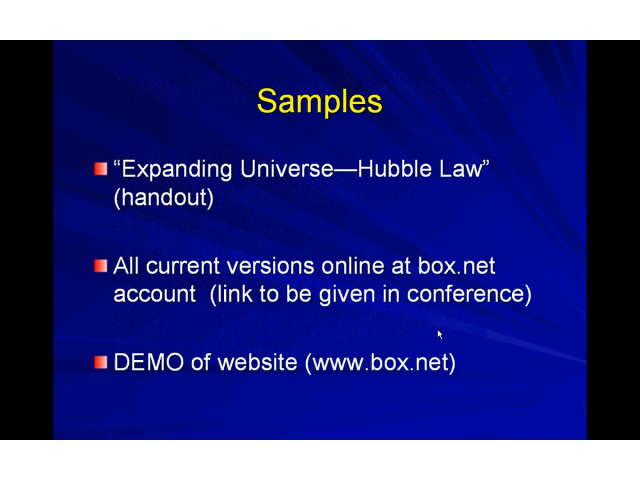 Samples
“Expanding Universe—Hubble Law”
(handout)
All current versions online at box.net
account  (link to be given in conference)
DEMO of website (www.box.net)